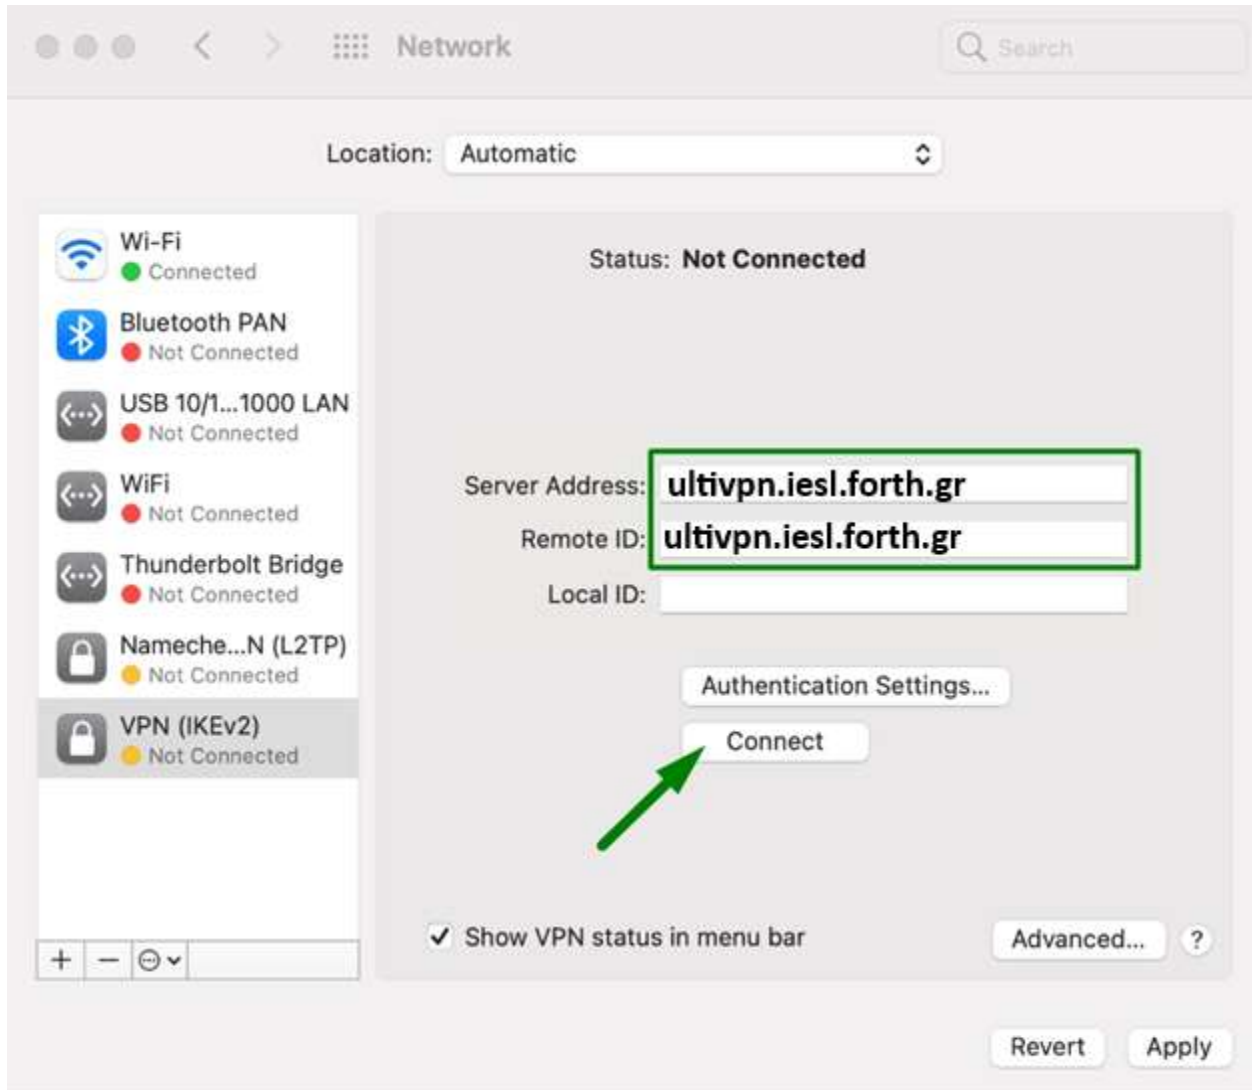 Network
Search
Location: Automatic
Wi-Fi
Connected
Bluetooth PAN
Not Connected
USB 10/1...1000 LAN
Not Connected
WiFi
Not Connected
Thunderbolt Bridge
Not Connected
Nameche...N (L2TP)
Not Connected
VPN (IKEv2)
Not Connected
Status: Not Connected
Server Address: ultivpn.iesl.forth.gr
Remote ID: ultivpn.iesl.forth.gr
Local ID:
Authentication Settings...
Connect
Show VPN status in menu bar
Advanced... ?
Revert Apply